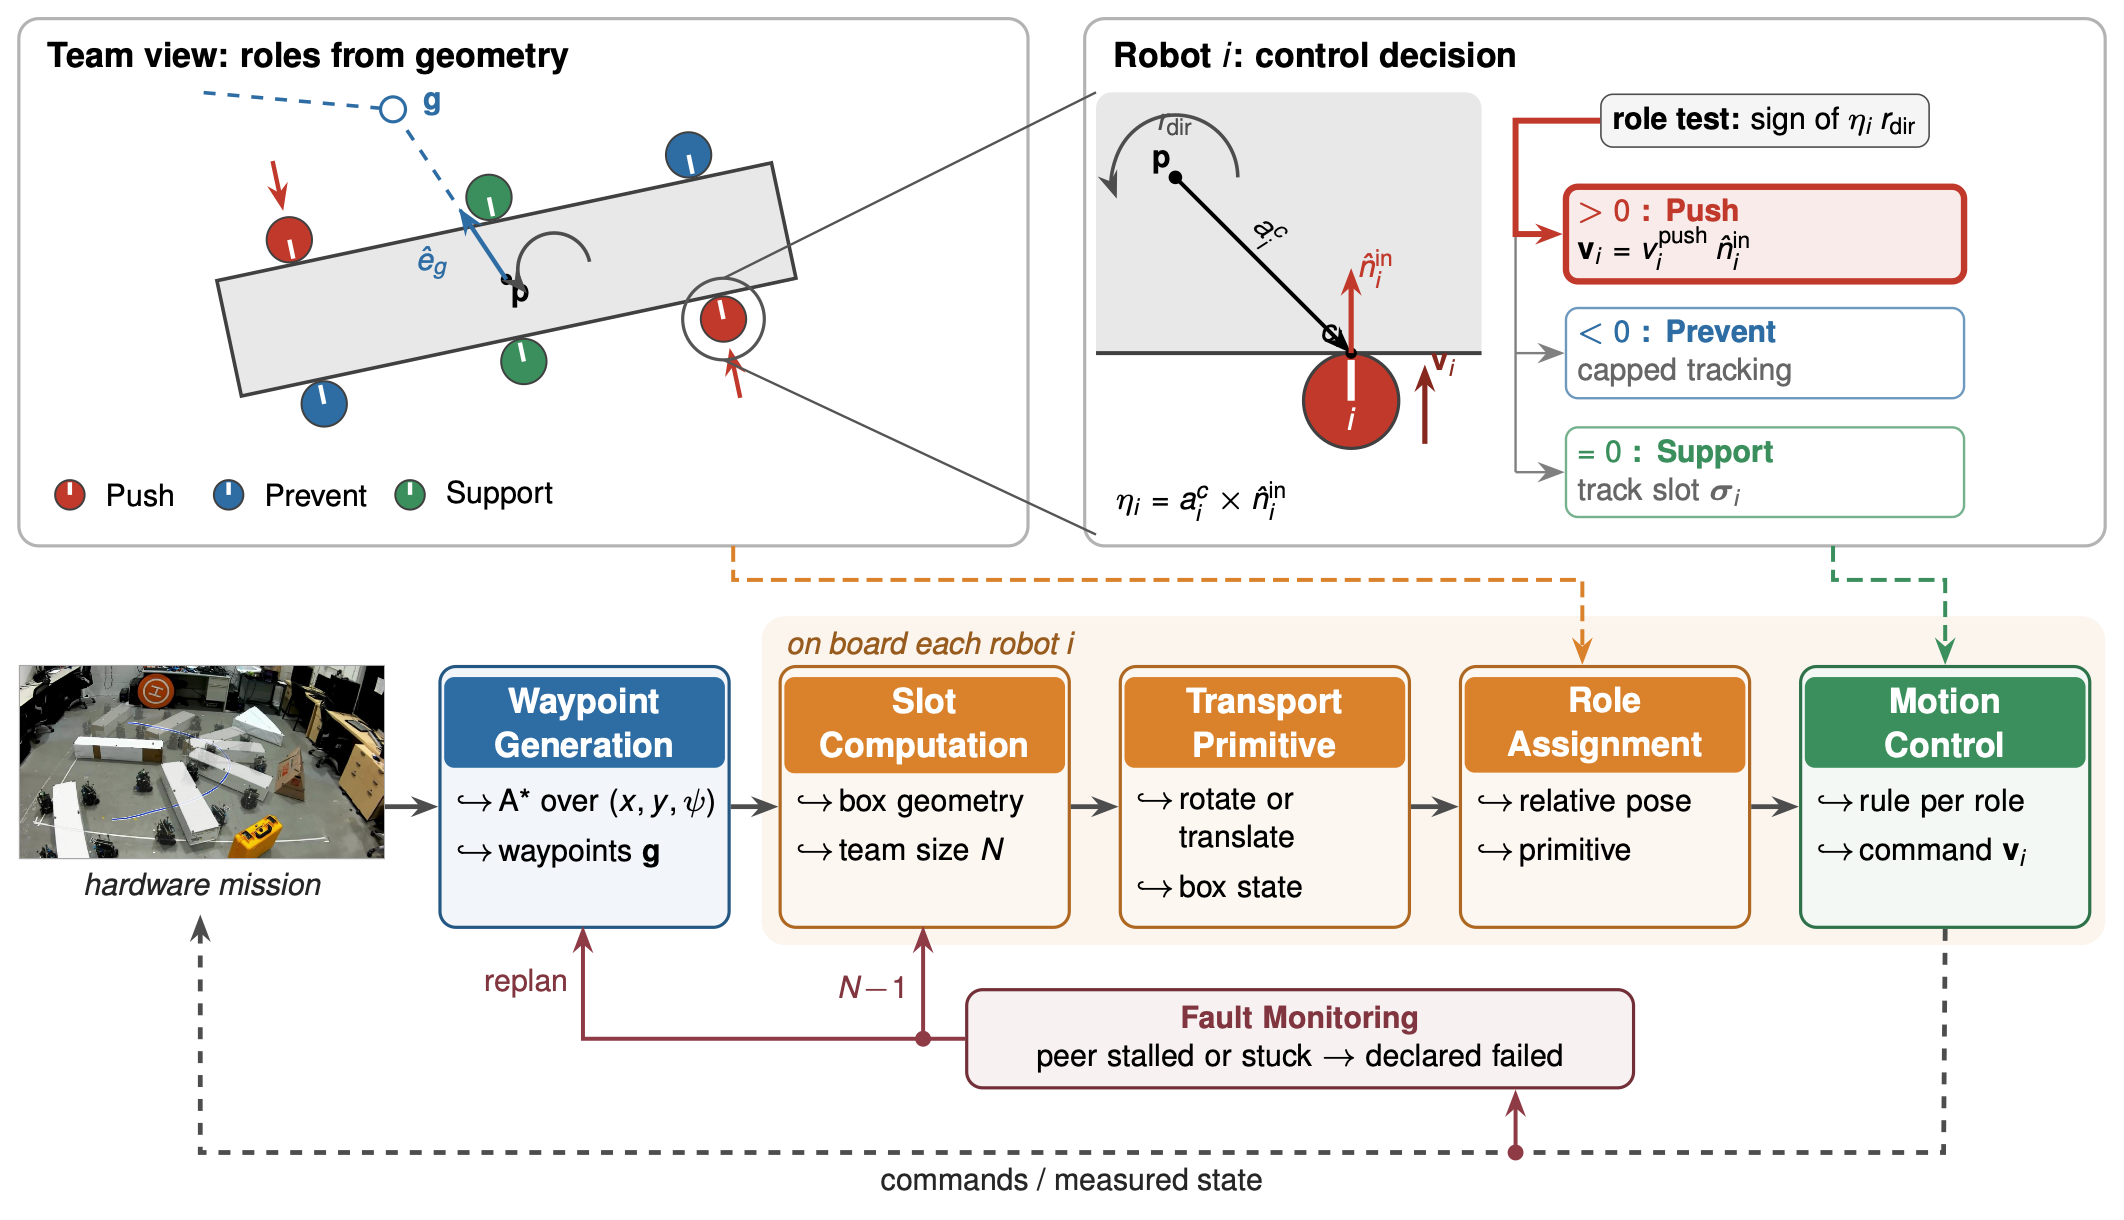 Team view: roles from geometry
g
ê_g
p
Push
Prevent
Support
Robot i: control decision
r_dir
p
a_i^c
n̂_i^in
c_i
v_i
i
η_i = a_i^c × n̂_i^in
role test: sign of η_i r_dir
> 0 : Push
v_i = v_i^push n̂_i^in
< 0 : Prevent
capped tracking
= 0 : Support
track slot σ_i
on board each robot i
hardware mission
Waypoint
Generation
↪ A* over (x, y, ψ)
↪ waypoints g
Slot
Computation
↪ box geometry
↪ team size N
Transport
Primitive
↪ rotate or
translate
↪ box state
Role
Assignment
↪ relative pose
↪ primitive
Motion
Control
↪ rule per role
↪ command v_i
replan
N−1
Fault Monitoring
peer stalled or stuck → declared failed
commands / measured state